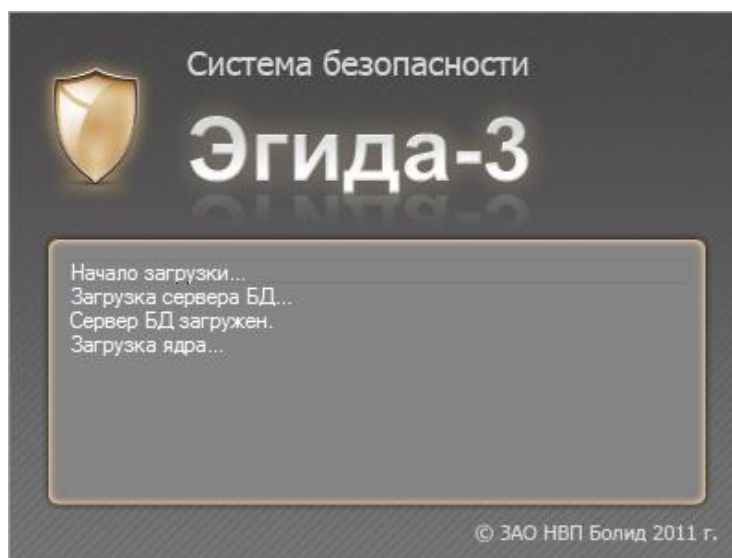 Система безопасности
Эгида-3
Начало загрузки...
Загрузка сервера БД...
Сервер БД загружен.
Загрузка ядра...
© ЗАО НВП Болид 2011 г.